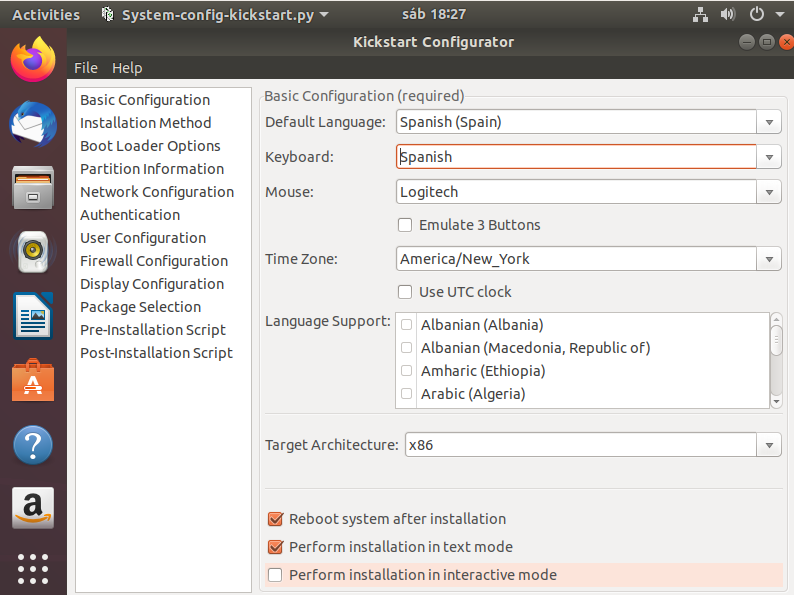 Activities System-config-kickstart.py sáb 18:27
Kickstart Configurator
File Help
Basic Configuration
Installation Method
Boot Loader Options
Partition Information
Network Configuration
Authentication
User Configuration
Firewall Configuration
Display Configuration
Package Selection
Pre-Installation Script
Post-Installation Script
Basic Configuration (required)
Default Language: Spanish (Spain)
Keyboard: Spanish
Mouse: Logitech
Emulate 3 Buttons
Time Zone: America/New_York
Use UTC clock
Language Support: Albanian (Albania)
Albanian (Macedonia, Republic of)
Amharic (Ethiopia)
Arabic (Algeria)
Target Architecture: x86
Reboot system after installation
Perform installation in text mode
Perform installation in interactive mode